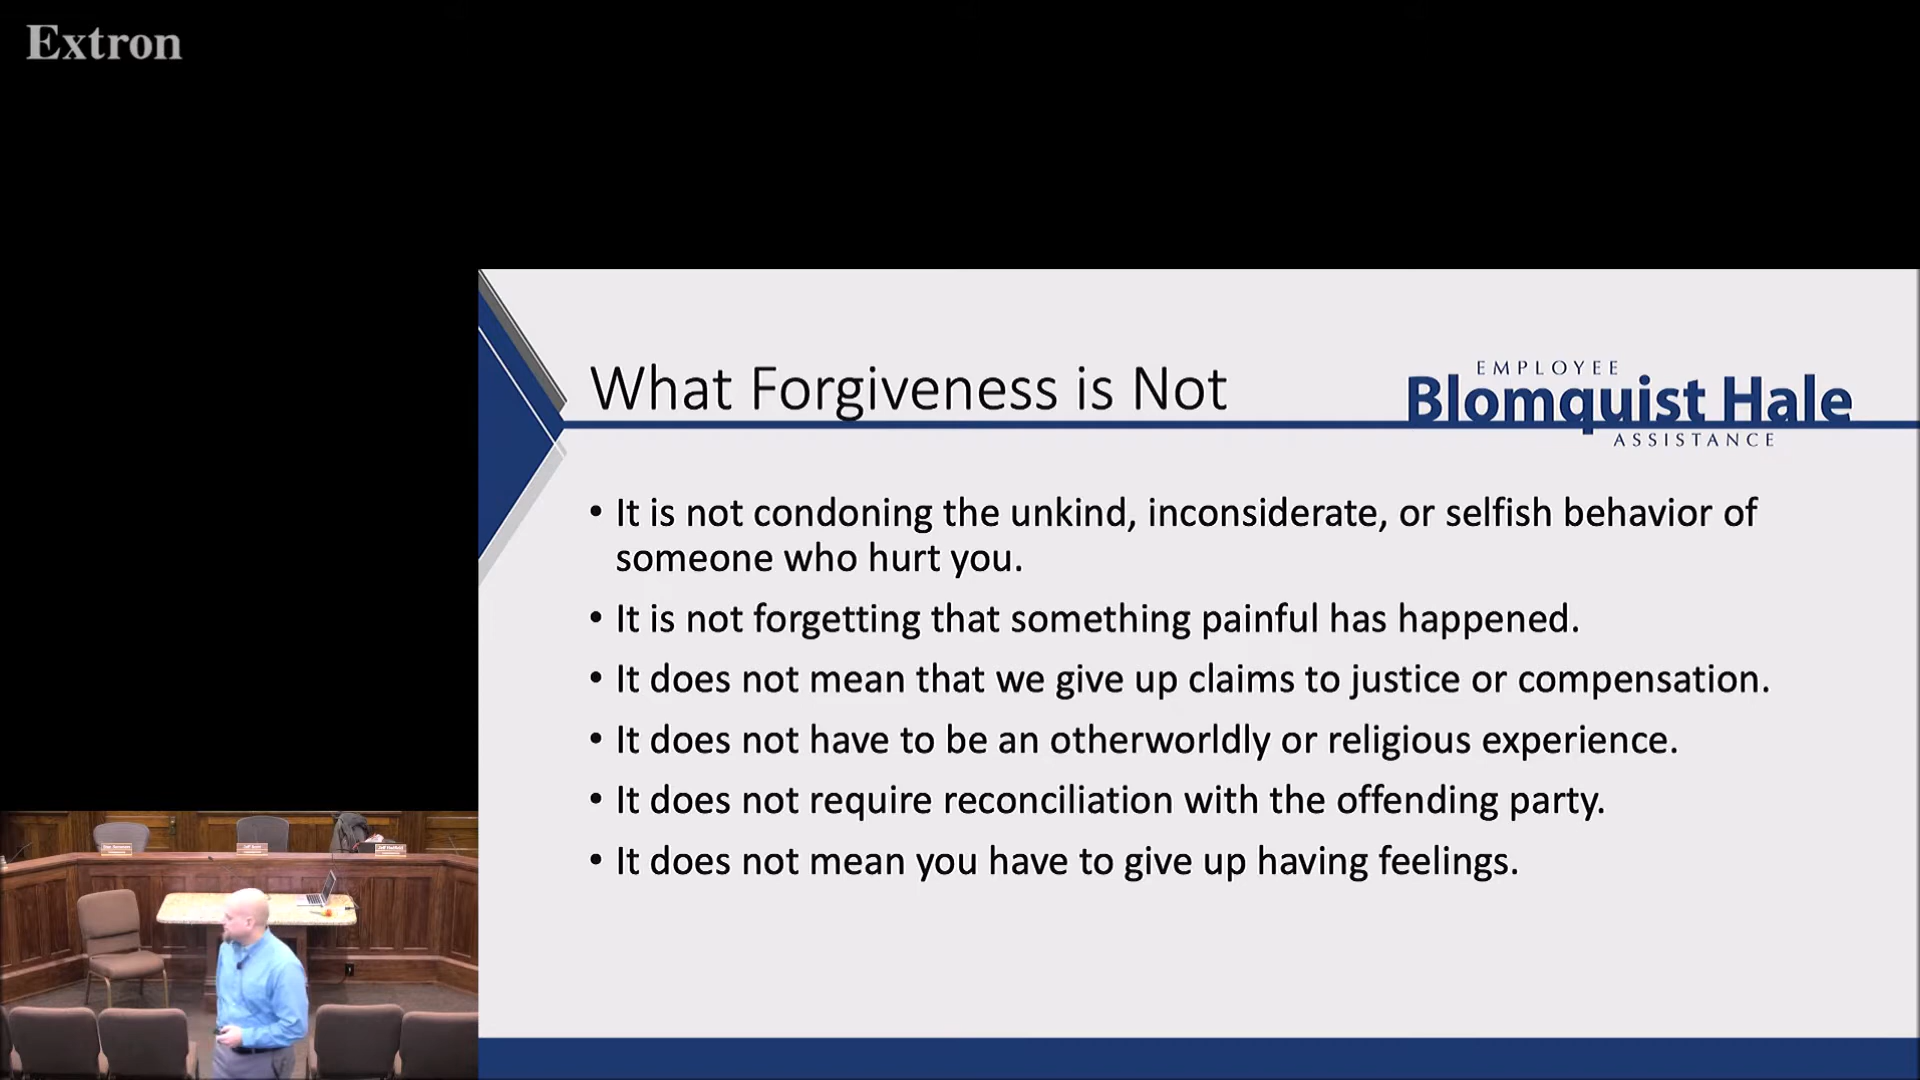 Extron
What Forgiveness is Not
EMPLOYEE
Blomquist Hale
ASSISTANCE
• It is not condoning the unkind, inconsiderate, or selfish behavior of
someone who hurt you.
• It is not forgetting that something painful has happened.
• It does not mean that we give up claims to justice or compensation.
• It does not have to be an otherworldly or religious experience.
• It does not require reconciliation with the offending party.
• It does not mean you have to give up having feelings.